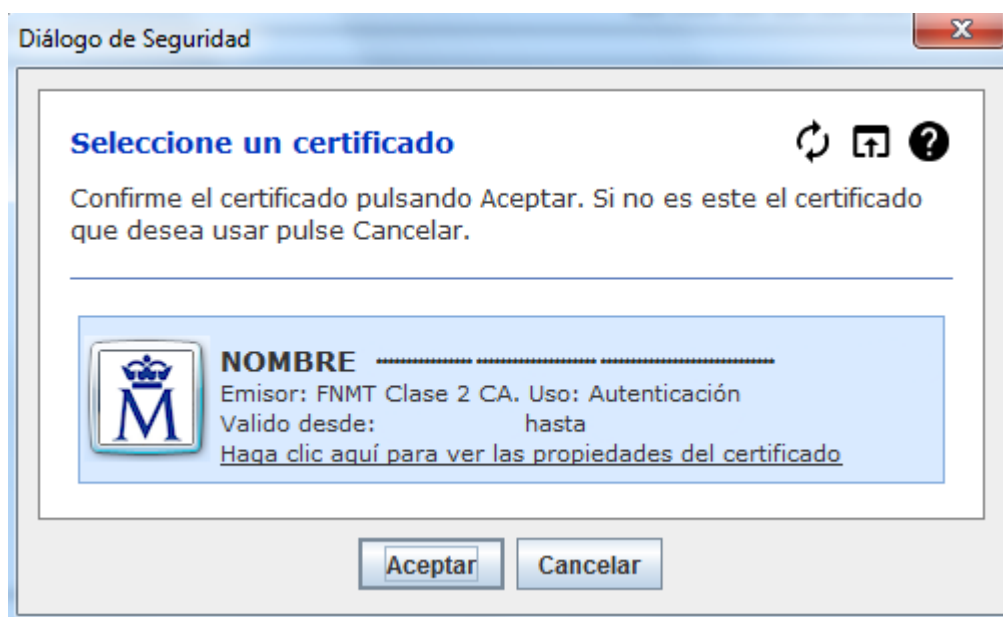 Diálogo de Seguridad
Seleccione un certificado
Confirme el certificado pulsando Aceptar. Si no es este el certificado
que desea usar pulse Cancelar.
NOMBRE
Emisor: FNMT Clase 2 CA. Uso: Autenticación
Valido desde: hasta
Haga clic aquí para ver las propiedades del certificado
Aceptar Cancelar